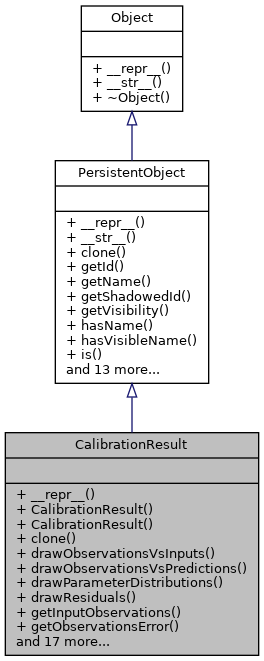 Object
+ __repr__()
+ __str__()
+ ~Object()
PersistentObject
+ __repr__()
+ __str__()
+ clone()
+ getId()
+ getName()
+ getShadowedId()
+ getVisibility()
+ hasName()
+ hasVisibleName()
+ is()
and 13 more...
CalibrationResult
+ __repr__()
+ CalibrationResult()
+ CalibrationResult()
+ clone()
+ drawObservationsVsInputs()
+ drawObservationsVsPredictions()
+ drawParameterDistributions()
+ drawResiduals()
+ getInputObservations()
+ getObservationsError()
and 17 more...